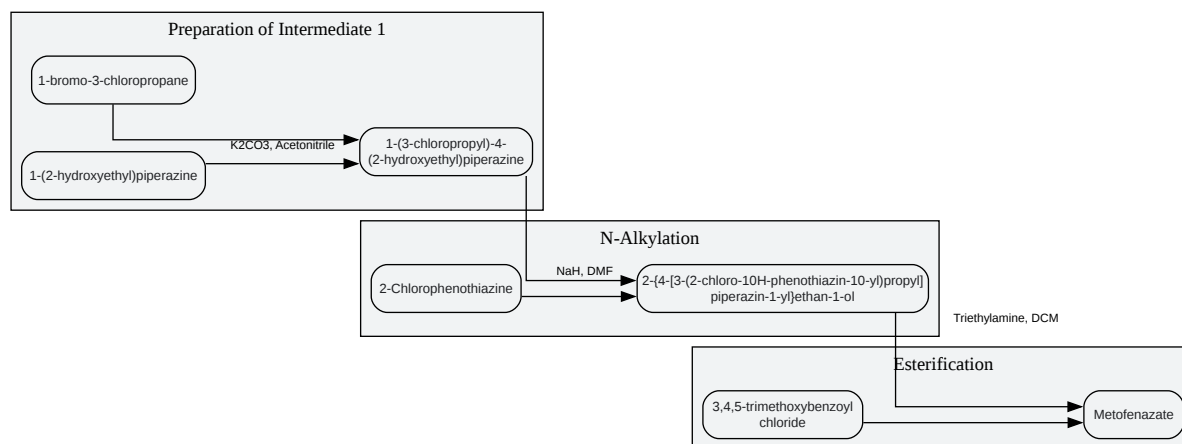 Preparation of Intermediate 1
1-bromo-3-chloropropane
K2CO3, Acetonitrile
1-(2-hydroxyethyl)piperazine
1-(3-chloropropyl)-4-
(2-hydroxyethyl)piperazine
N-Alkylation
NaH, DMF
2-Chlorophenothiazine
2-{4-[3-(2-chloro-10H-phenothiazin-10-yl)propyl]
piperazin-1-yl}ethan-1-ol
Triethylamine, DCM
Esterification
3,4,5-trimethoxybenzoyl
chloride
Metofenazate